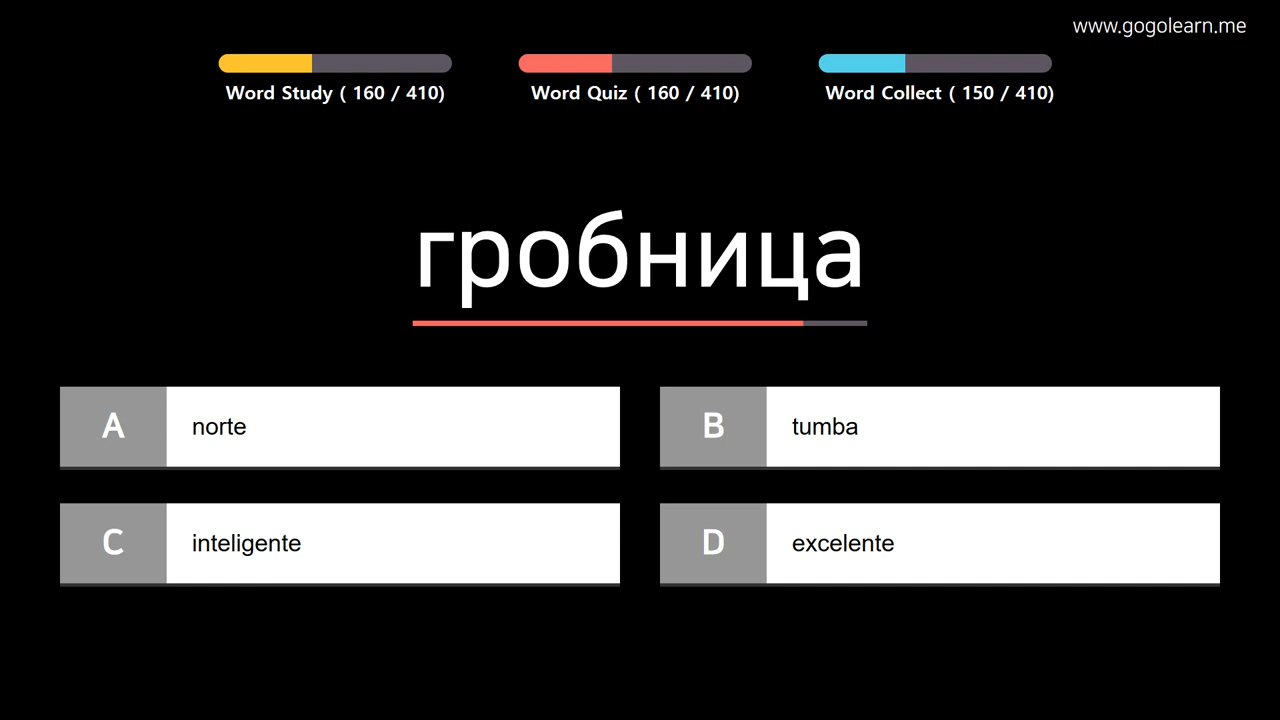 www.gogolearn.me
Word Study ( 160 / 410)
Word Quiz ( 160 / 410)
Word Collect ( 150 / 410)
гробница
A norte
B tumba
C inteligente
D excelente